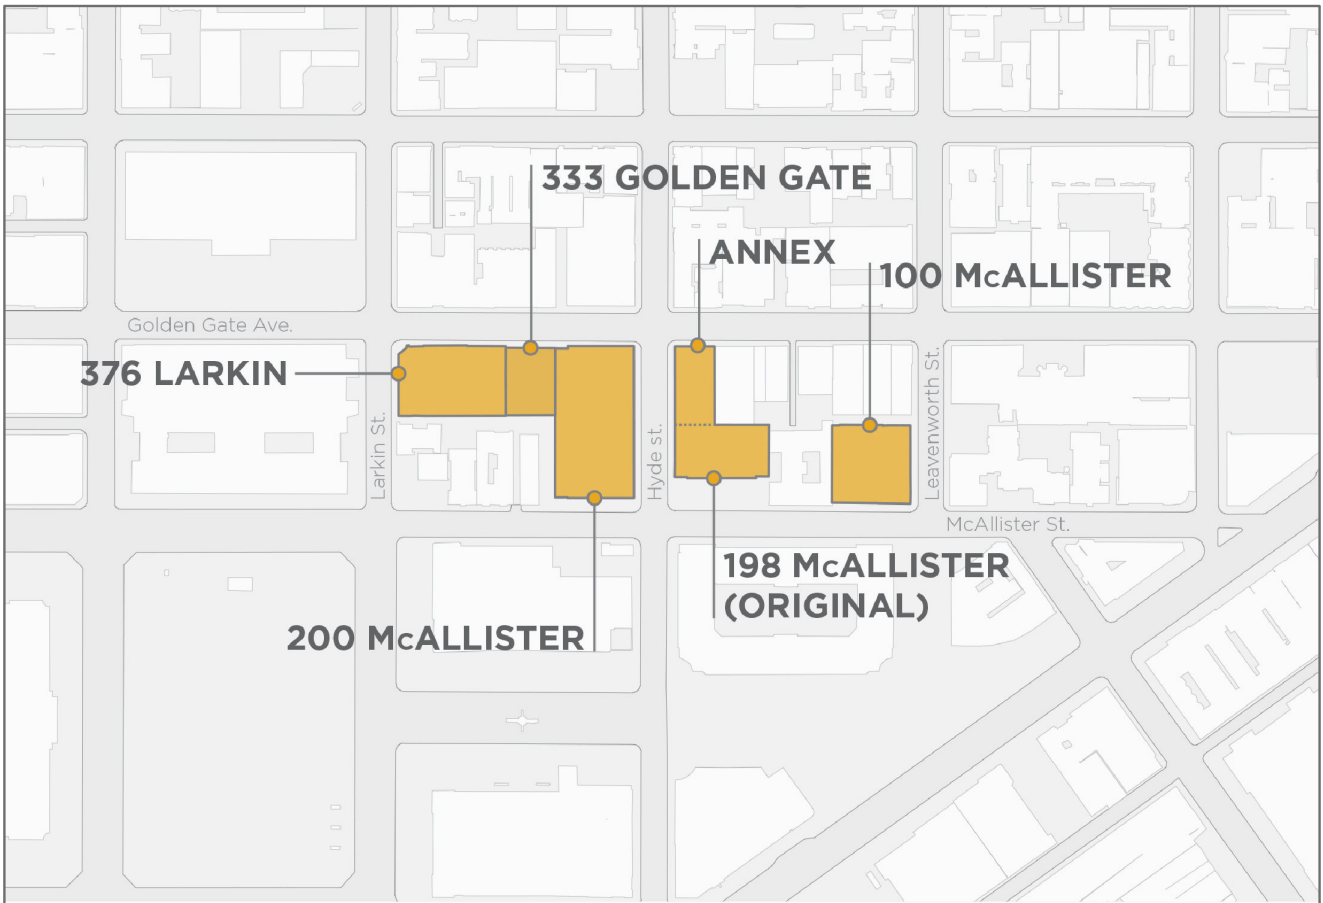 333 GOLDEN GATE
ANNEX
100 McALLISTER
Golden Gate Ave.
376 LARKIN
Larkin St.
Hyde st.
Leavenworth St.
McAllister St.
198 McALLISTER
(ORIGINAL)
200 McALLISTER